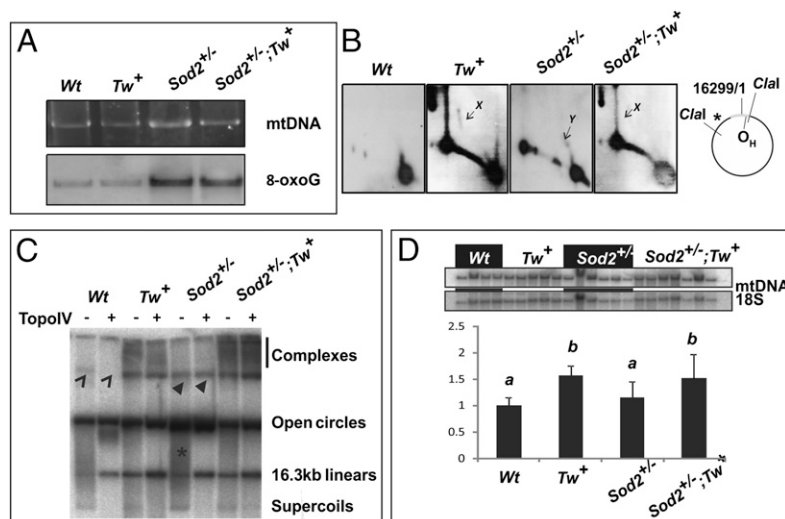 A
Wt Tw+ Sod2+/- Sod2+/-;Tw+
mtDNA
8-oxoG
B
Wt Tw+ Sod2+/- Sod2+/-;Tw+
X Y X
16299/1 ClaI
ClaI *
OH
C
Wt Tw+ Sod2+/- Sod2+/-;Tw+
TopoIV - + - + - + - +
Complexes
Open circles
*
16.3kb linears
Supercoils
D
Wt Tw+ Sod2+/- Sod2+/-;Tw+
mtDNA
18S
2.5
2
1.5
1
0.5
0
a b a b
Wt Tw+ Sod2+/- Sod2+/-;Tw+